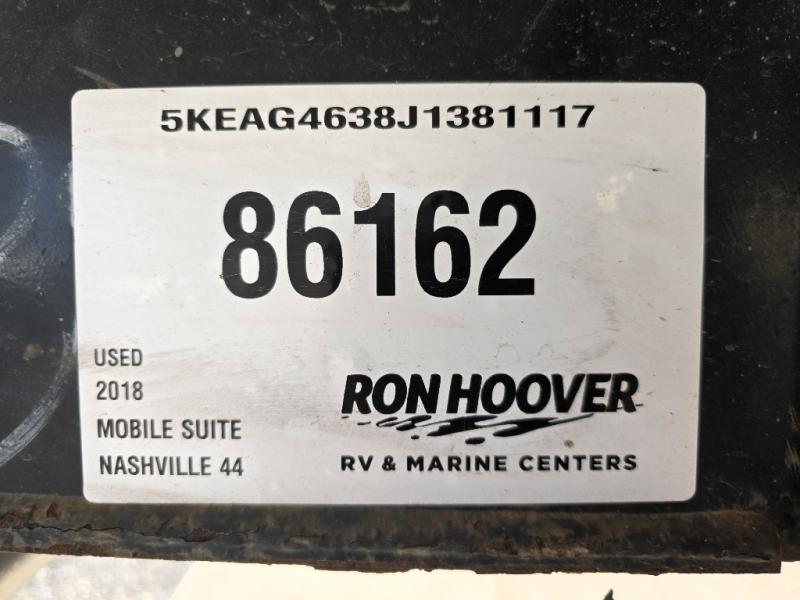 5KEAG4638J1381117
86162
USED
2018
MOBILE SUITE
NASHVILLE 44
RON HOOVER
RV & MARINE CENTERS